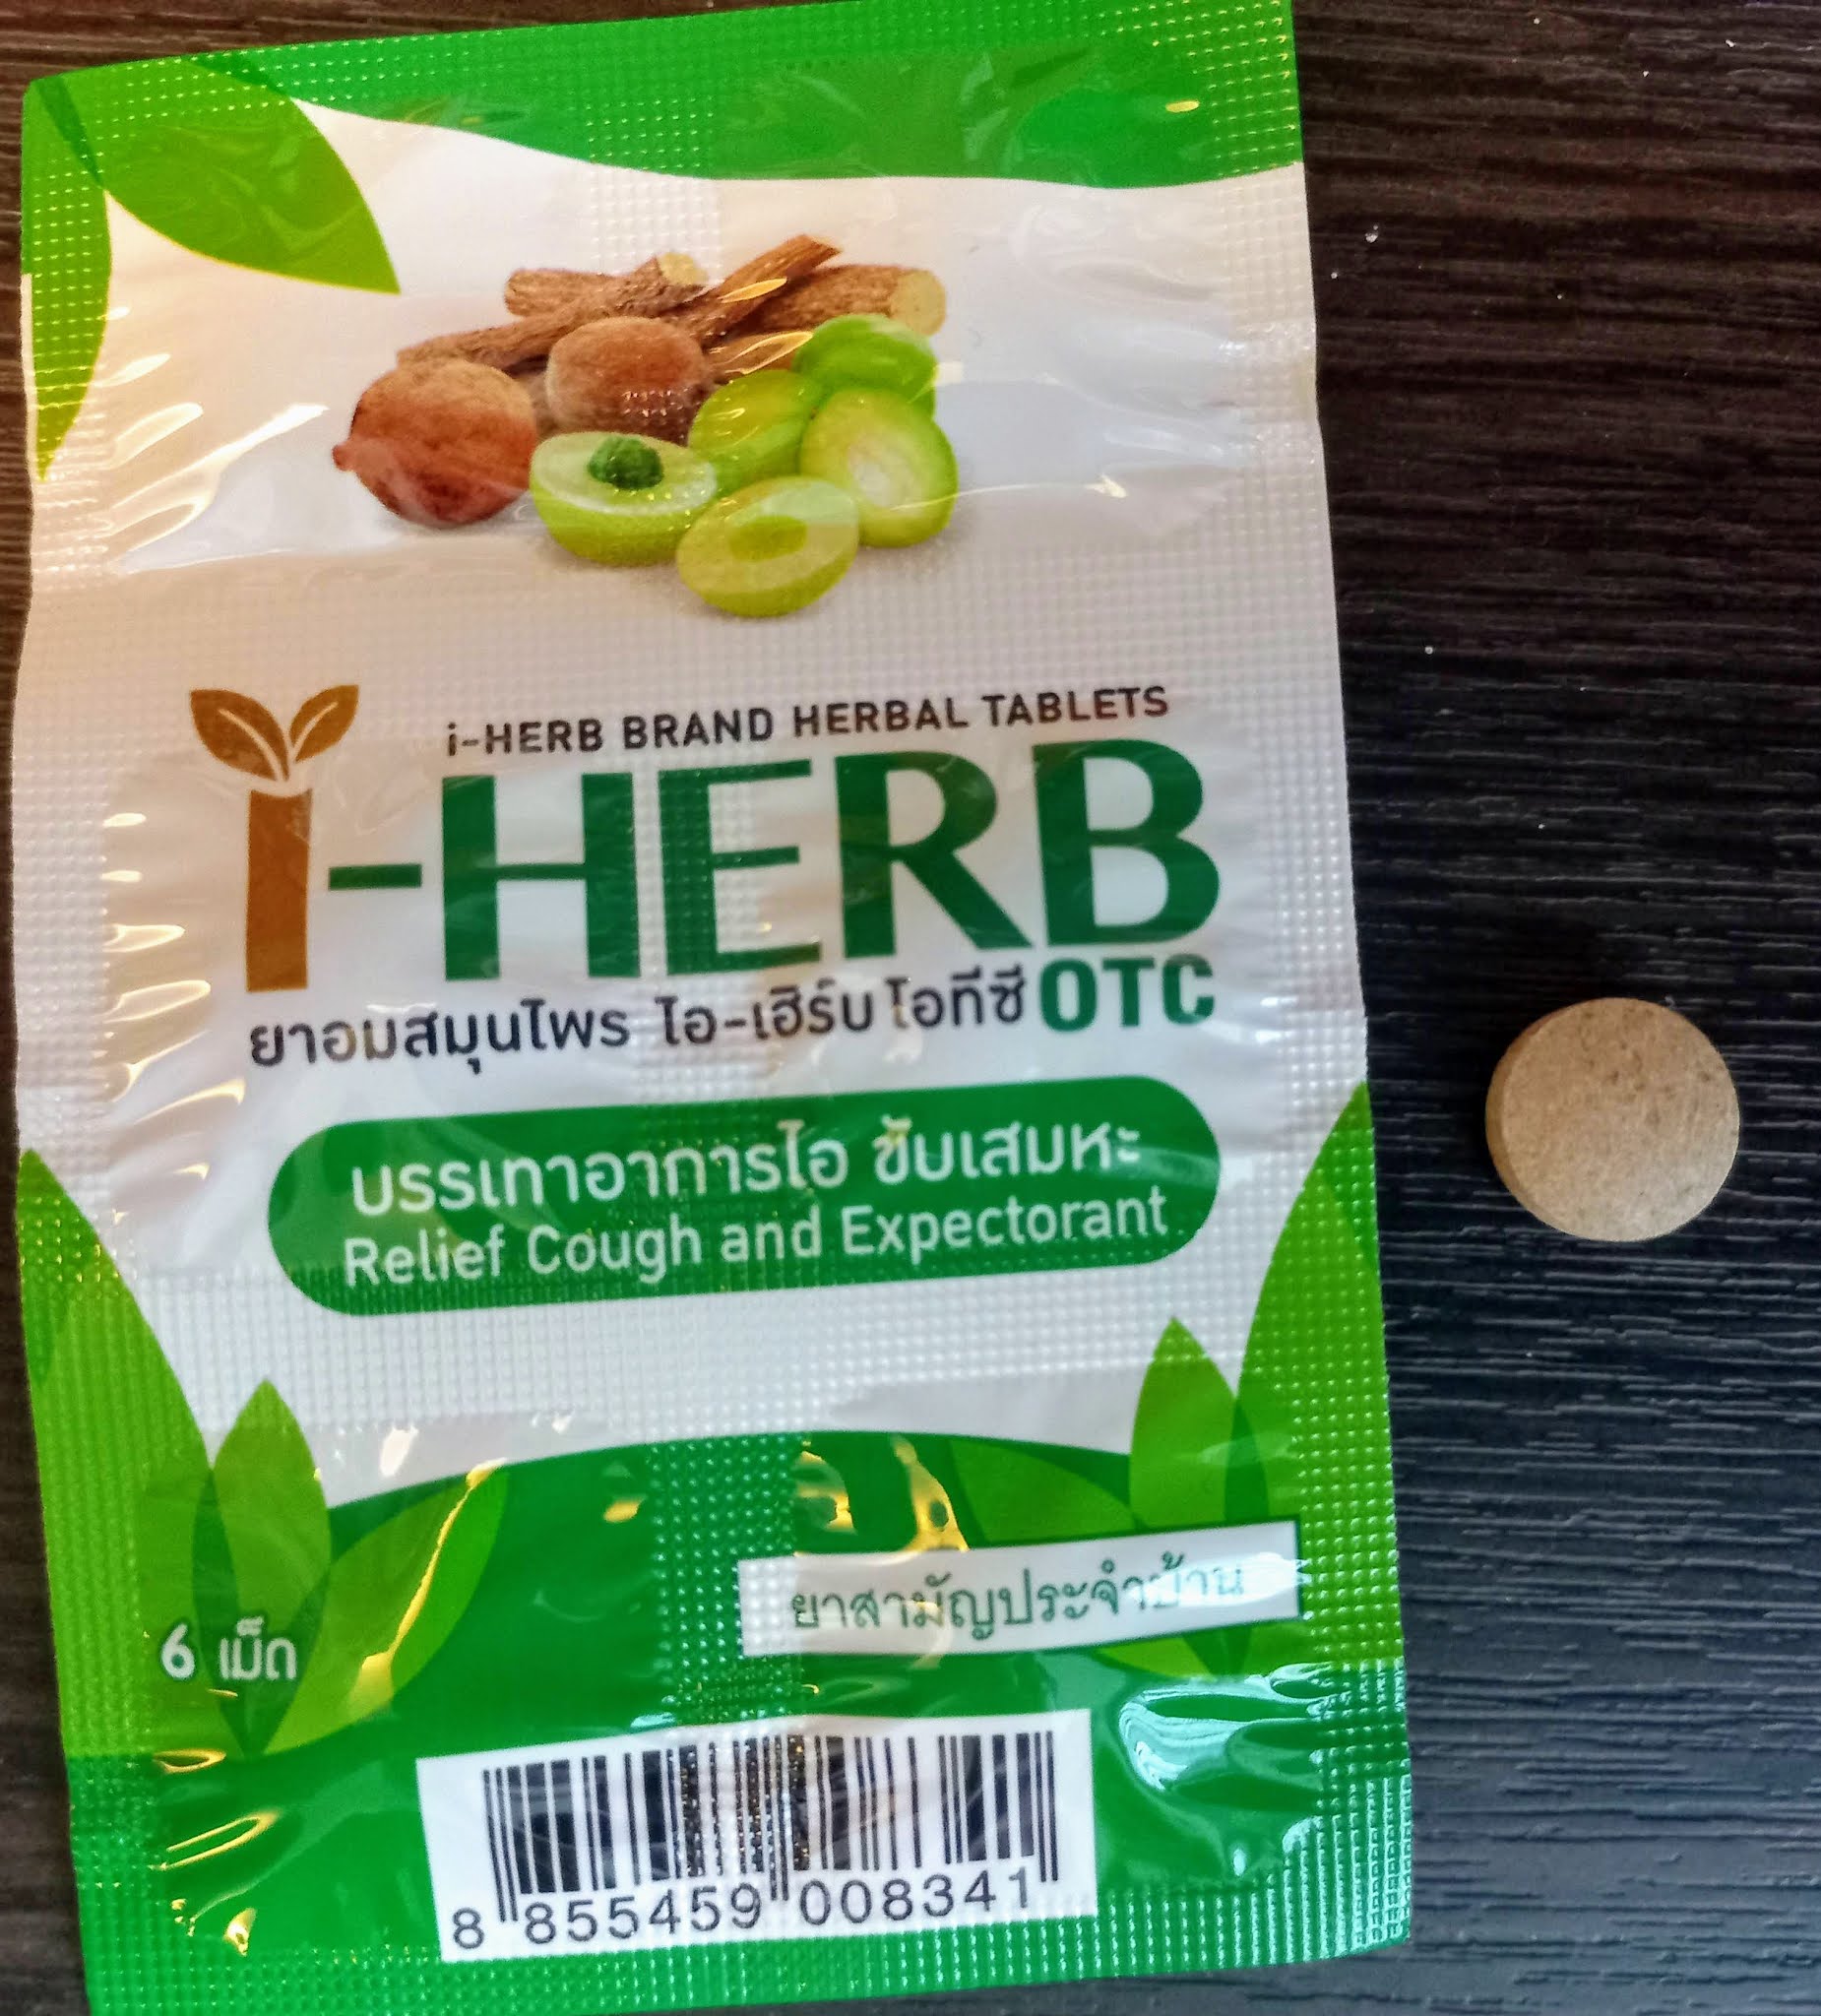 i-HERB BRAND HERBAL TABLETS
i-HERB
ยาอมสมุนไพร ไอ-เฮิร์บ โอทีซี OTC
บรรเทาอาการไอ ขับเสมหะ
Relief Cough and Expectorant
ยาสามัญประจำบ้าน
6 เม็ด
8 855459 008341